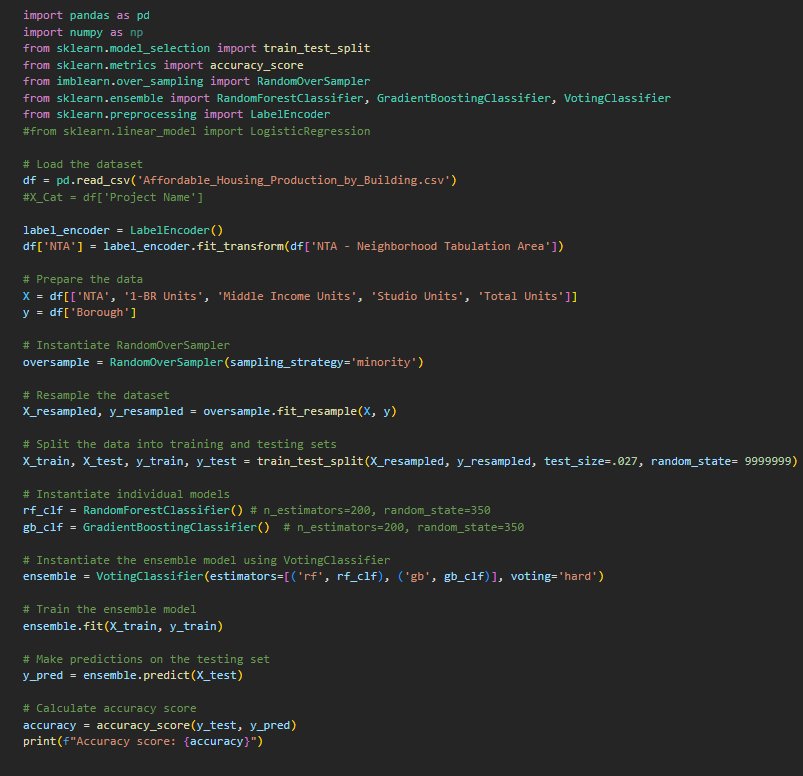 import pandas as pd
import numpy as np
from sklearn.model_selection import train_test_split
from sklearn.metrics import accuracy_score
from imblearn.over_sampling import RandomOverSampler
from sklearn.ensemble import RandomForestClassifier, GradientBoostingClassifier, VotingClassifier
from sklearn.preprocessing import LabelEncoder
#from sklearn.linear_model import LogisticRegression
# Load the dataset
df = pd.read_csv('Affordable_Housing_Production_by_Building.csv')
#X_Cat = df['Project Name']
label_encoder = LabelEncoder()
df['NTA'] = label_encoder.fit_transform(df['NTA - Neighborhood Tabulation Area'])
# Prepare the data
X = df[['NTA', '1-BR Units', 'Middle Income Units', 'Studio Units', 'Total Units']]
y = df['Borough']
# Instantiate RandomOverSampler
oversample = RandomOverSampler(sampling_strategy='minority')
# Resample the dataset
X_resampled, y_resampled = oversample.fit_resample(X, y)
# Split the data into training and testing sets
X_train, X_test, y_train, y_test = train_test_split(X_resampled, y_resampled, test_size=.027, random_state= 9999999)
# Instantiate individual models
rf_clf = RandomForestClassifier() # n_estimators=200, random_state=350
gb_clf = GradientBoostingClassifier()  # n_estimators=200, random_state=350
# Instantiate the ensemble model using VotingClassifier
ensemble = VotingClassifier(estimators=[('rf', rf_clf), ('gb', gb_clf)], voting='hard')
# Train the ensemble model
ensemble.fit(X_train, y_train)
# Make predictions on the testing set
y_pred = ensemble.predict(X_test)
# Calculate accuracy score
accuracy = accuracy_score(y_test, y_pred)
print(f"Accuracy score: {accuracy}")